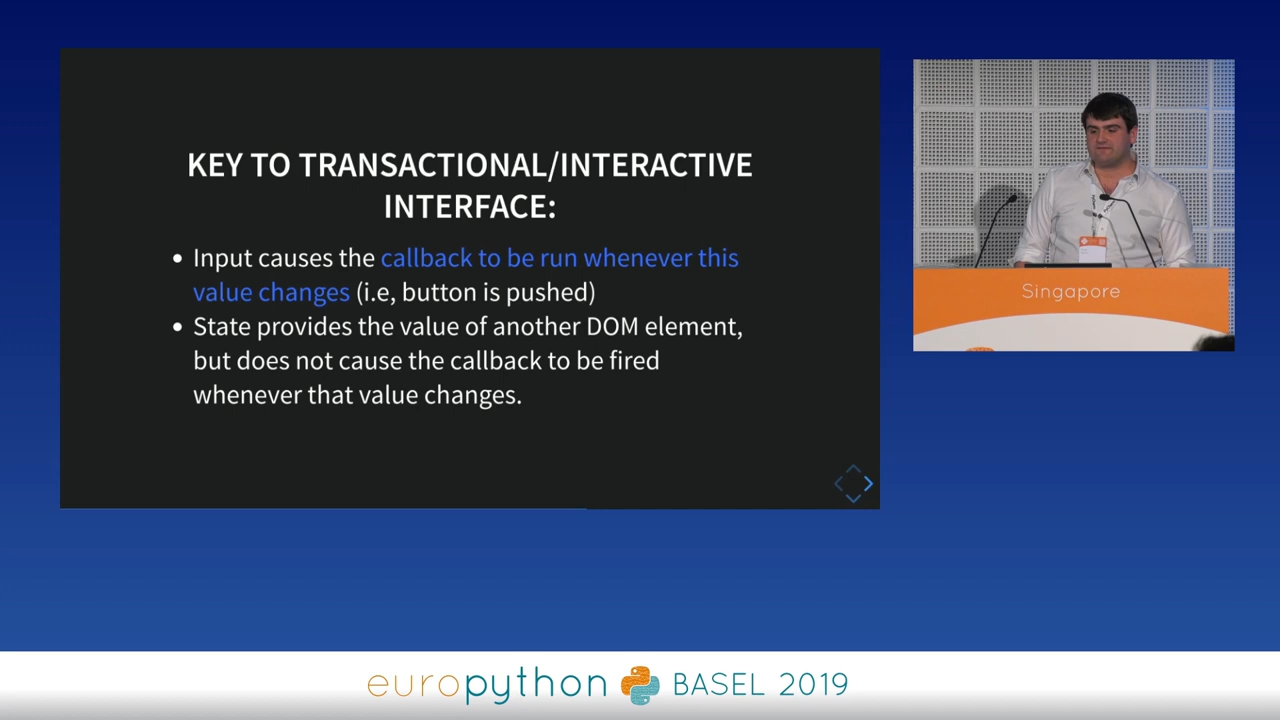 KEY TO TRANSACTIONAL/INTERACTIVE
INTERFACE:
• Input causes the callback to be run whenever this
value changes (i.e, button is pushed)
• State provides the value of another DOM element,
but does not cause the callback to be fired
whenever that value changes.
Singapore
europython BASEL 2019